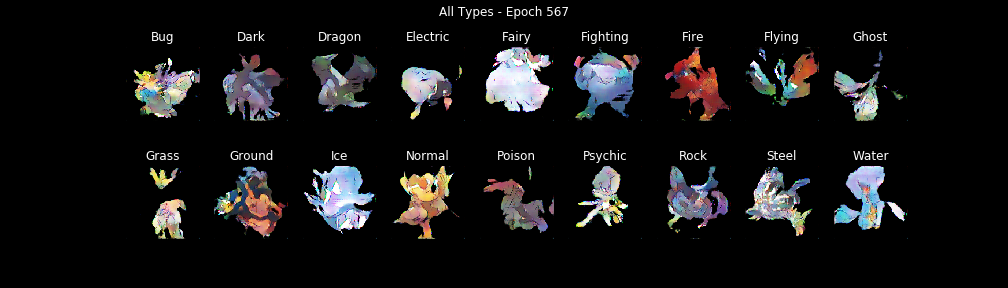 All Types - Epoch 567
Bug Dark Dragon Electric Fairy Fighting Fire Flying Ghost
Grass Ground Ice Normal Poison Psychic Rock Steel Water